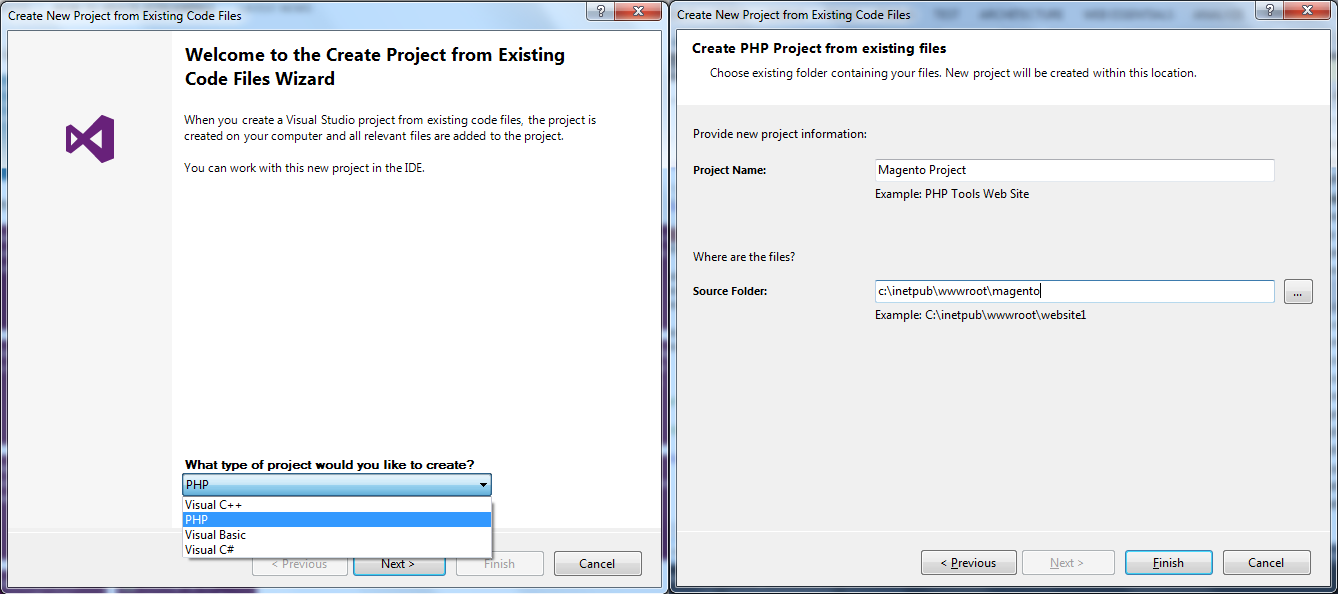 Create New Project from Existing Code Files
Welcome to the Create Project from Existing
Code Files Wizard
When you create a Visual Studio project from existing code files, the project is
created on your computer and all relevant files are added to the project.
You can work with this new project in the IDE.
What type of project would you like to create?
PHP
Visual C++
PHP
Visual Basic
Visual C#
< Previous
Next >
Finish
Cancel
Create New Project from Existing Code Files
Create PHP Project from existing files
Choose existing folder containing your files. New project will be created within this location.
Provide new project information:
Project Name:
Magento Project
Example: PHP Tools Web Site
Where are the files?
Source Folder:
c:\inetpub\wwwroot\magento
...
Example: C:\inetpub\wwwroot\website1
< Previous
Next >
Finish
Cancel